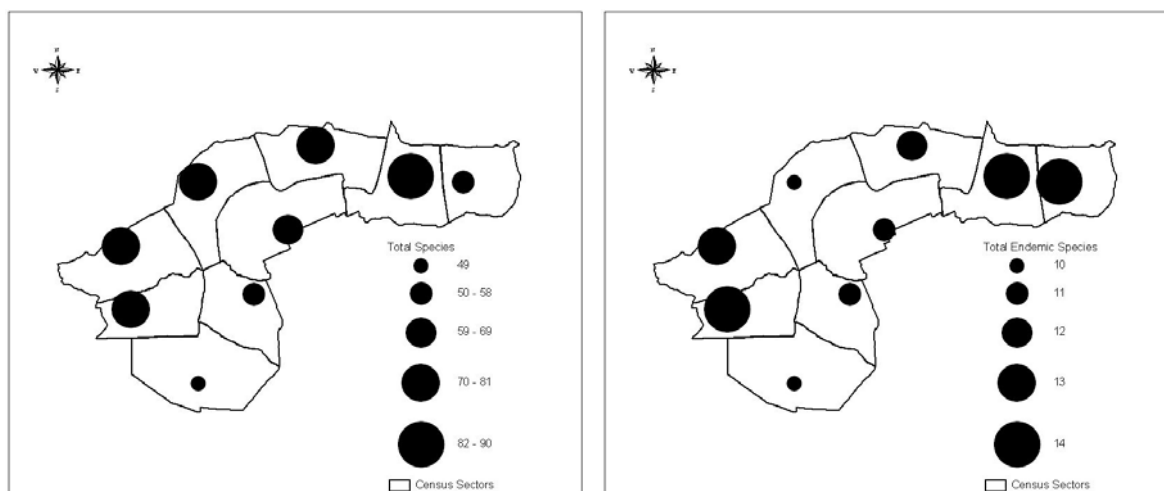 Total Species
49
50 - 58
59 - 69
70 - 81
82 - 90
Census Sectors
Total Endemic Species
10
11
12
13
14
Census Sectors